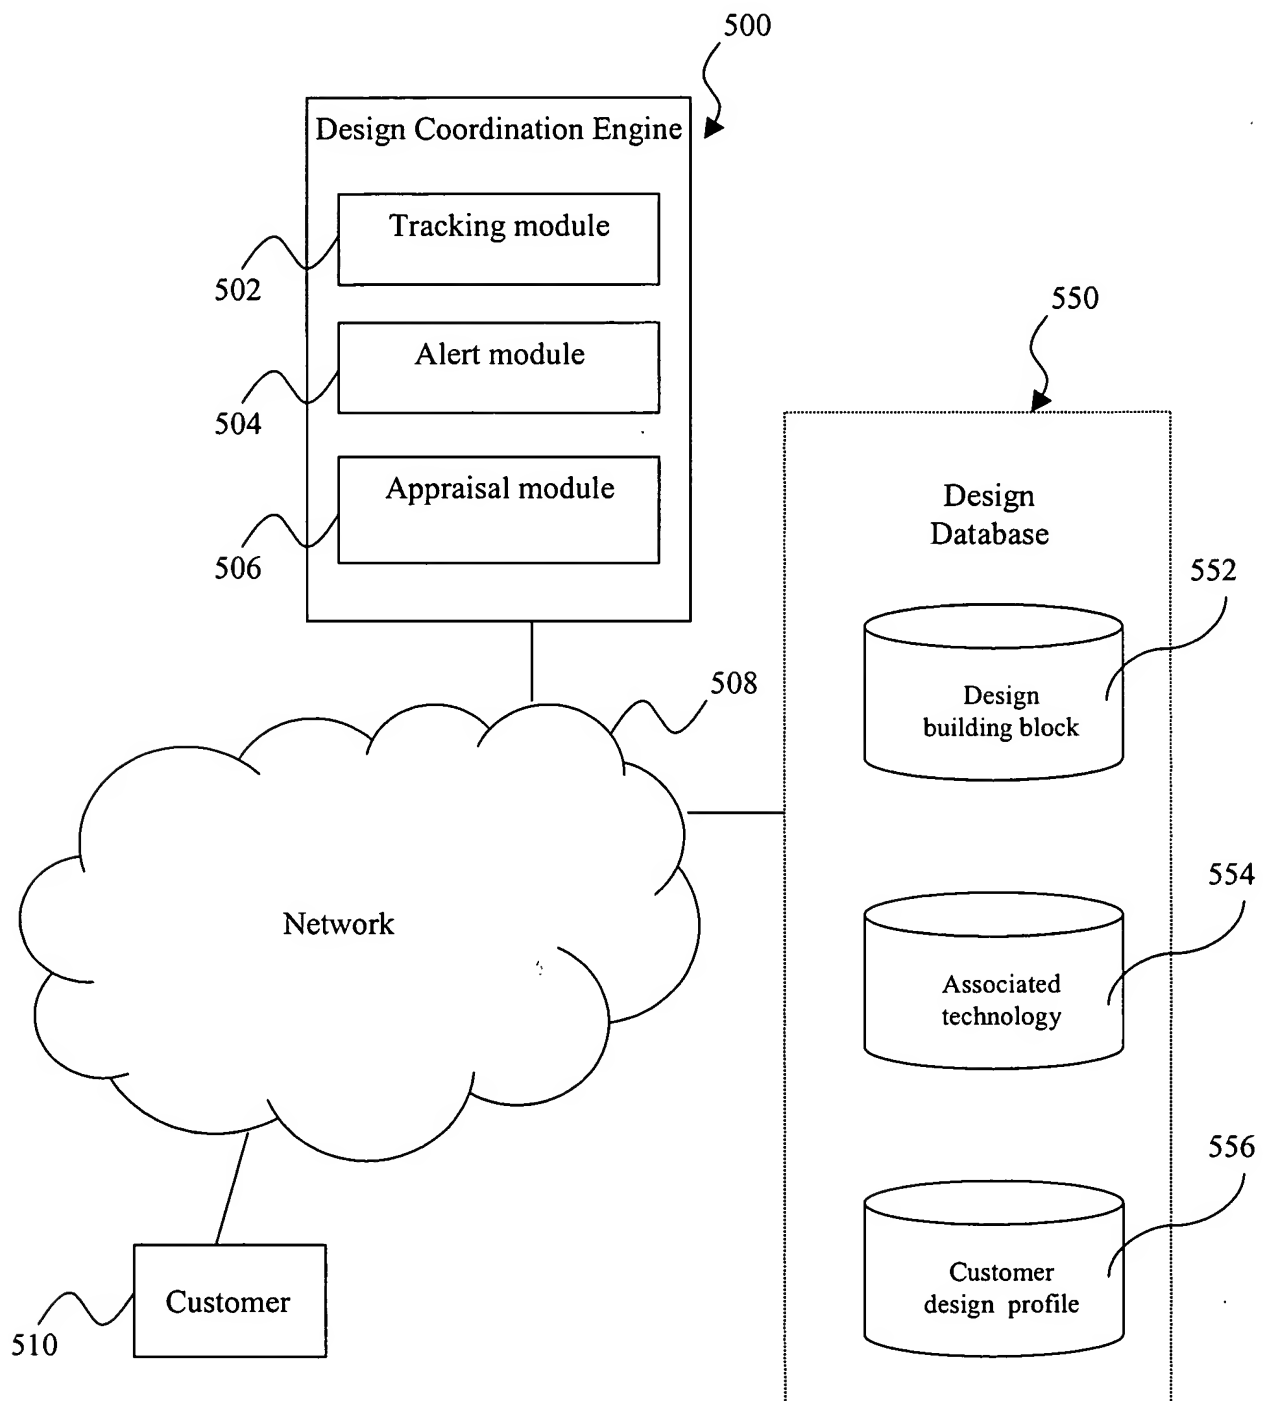 500
Design Coordination Engine
Tracking module
502
Alert module
504
Appraisal module
506
550
Design
Database
552
Design
building block
508
554
Network
Associated
technology
556
Customer
design profile
Customer
510